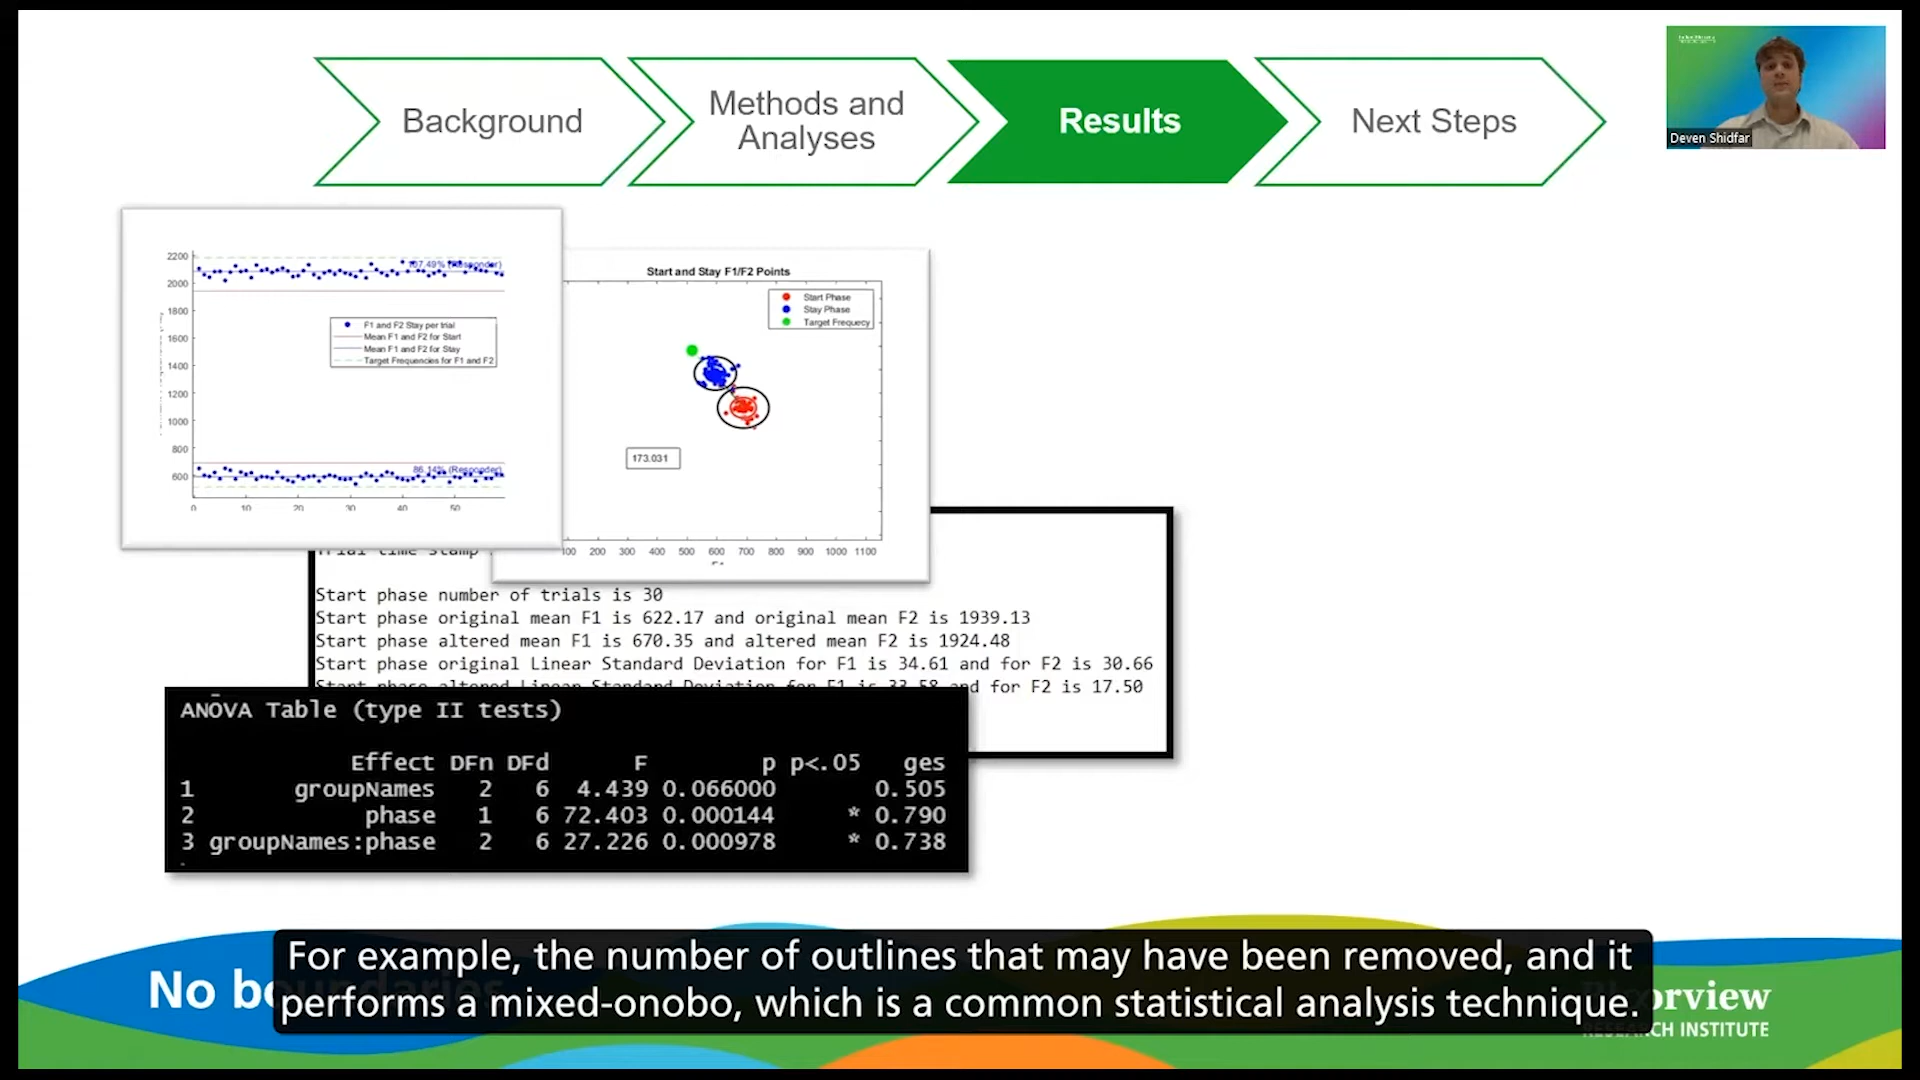 Background
Methods and
Analyses
Results
Next Steps
Deven Shidfar
2200
2000
1800
1600
1400
1200
1000
800
600
107.49% (Responder)
F1 and F2 Stay per trial
Mean F1 and F2 for Start
Mean F1 and F2 for Stay
Target Frequencies for F1 and F2
86.14% (Responder)
0 10 20 30 40 50
Start and Stay F1/F2 Points
Start Phase
Stay Phase
Target Frequecy
173.031
100 200 300 400 500 600 700 800 900 1000 1100
F1
Trial time stamp
Start phase number of trials is 30
Start phase original mean F1 is 622.17 and original mean F2 is 1939.13
Start phase altered mean F1 is 670.35 and altered mean F2 is 1924.48
Start phase original Linear Standard Deviation for F1 is 34.61 and for F2 is 30.66
Start phase altered Linear Standard Deviation for F1 is 33.58 and for F2 is 17.50
ANOVA Table (type II tests)
Effect DFn DFd F p p<.05 ges
1 groupNames 2 6 4.439 0.066000 0.505
2 phase 1 6 72.403 0.000144 * 0.790
3 groupNames:phase 2 6 27.226 0.000978 * 0.738
No boundaries
Bloorview
RESEARCH INSTITUTE
For example, the number of outlines that may have been removed, and it
performs a mixed-onobo, which is a common statistical analysis technique.